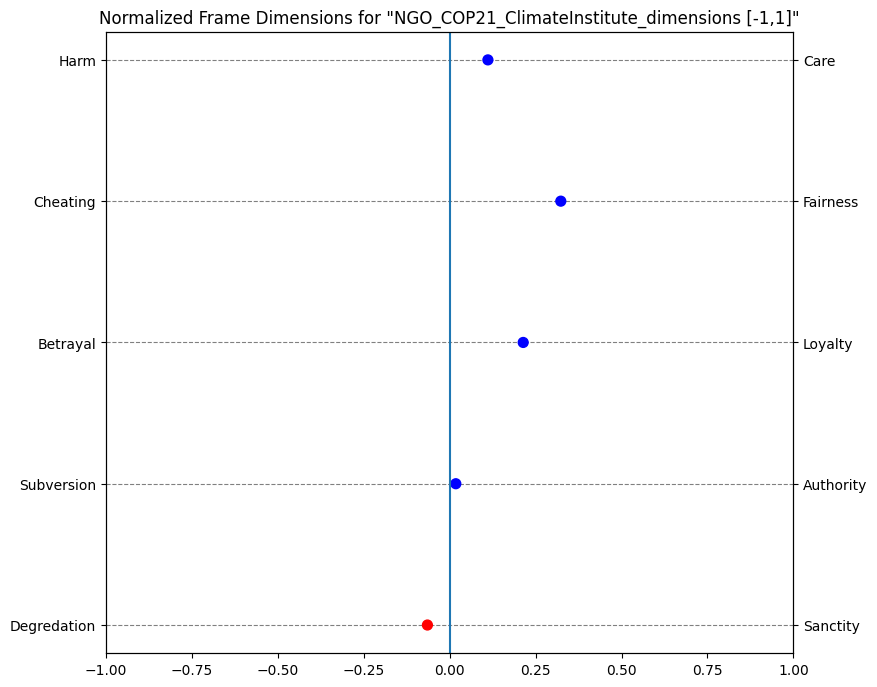 Normalized Frame Dimensions for "NGO_COP21_ClimateInstitute_dimensions [-1,1]"
Harm Care
Cheating Fairness
Betrayal Loyalty
Subversion Authority
Degredation Sanctity
−1.00 −0.75 −0.50 −0.25 0.00 0.25 0.50 0.75 1.00